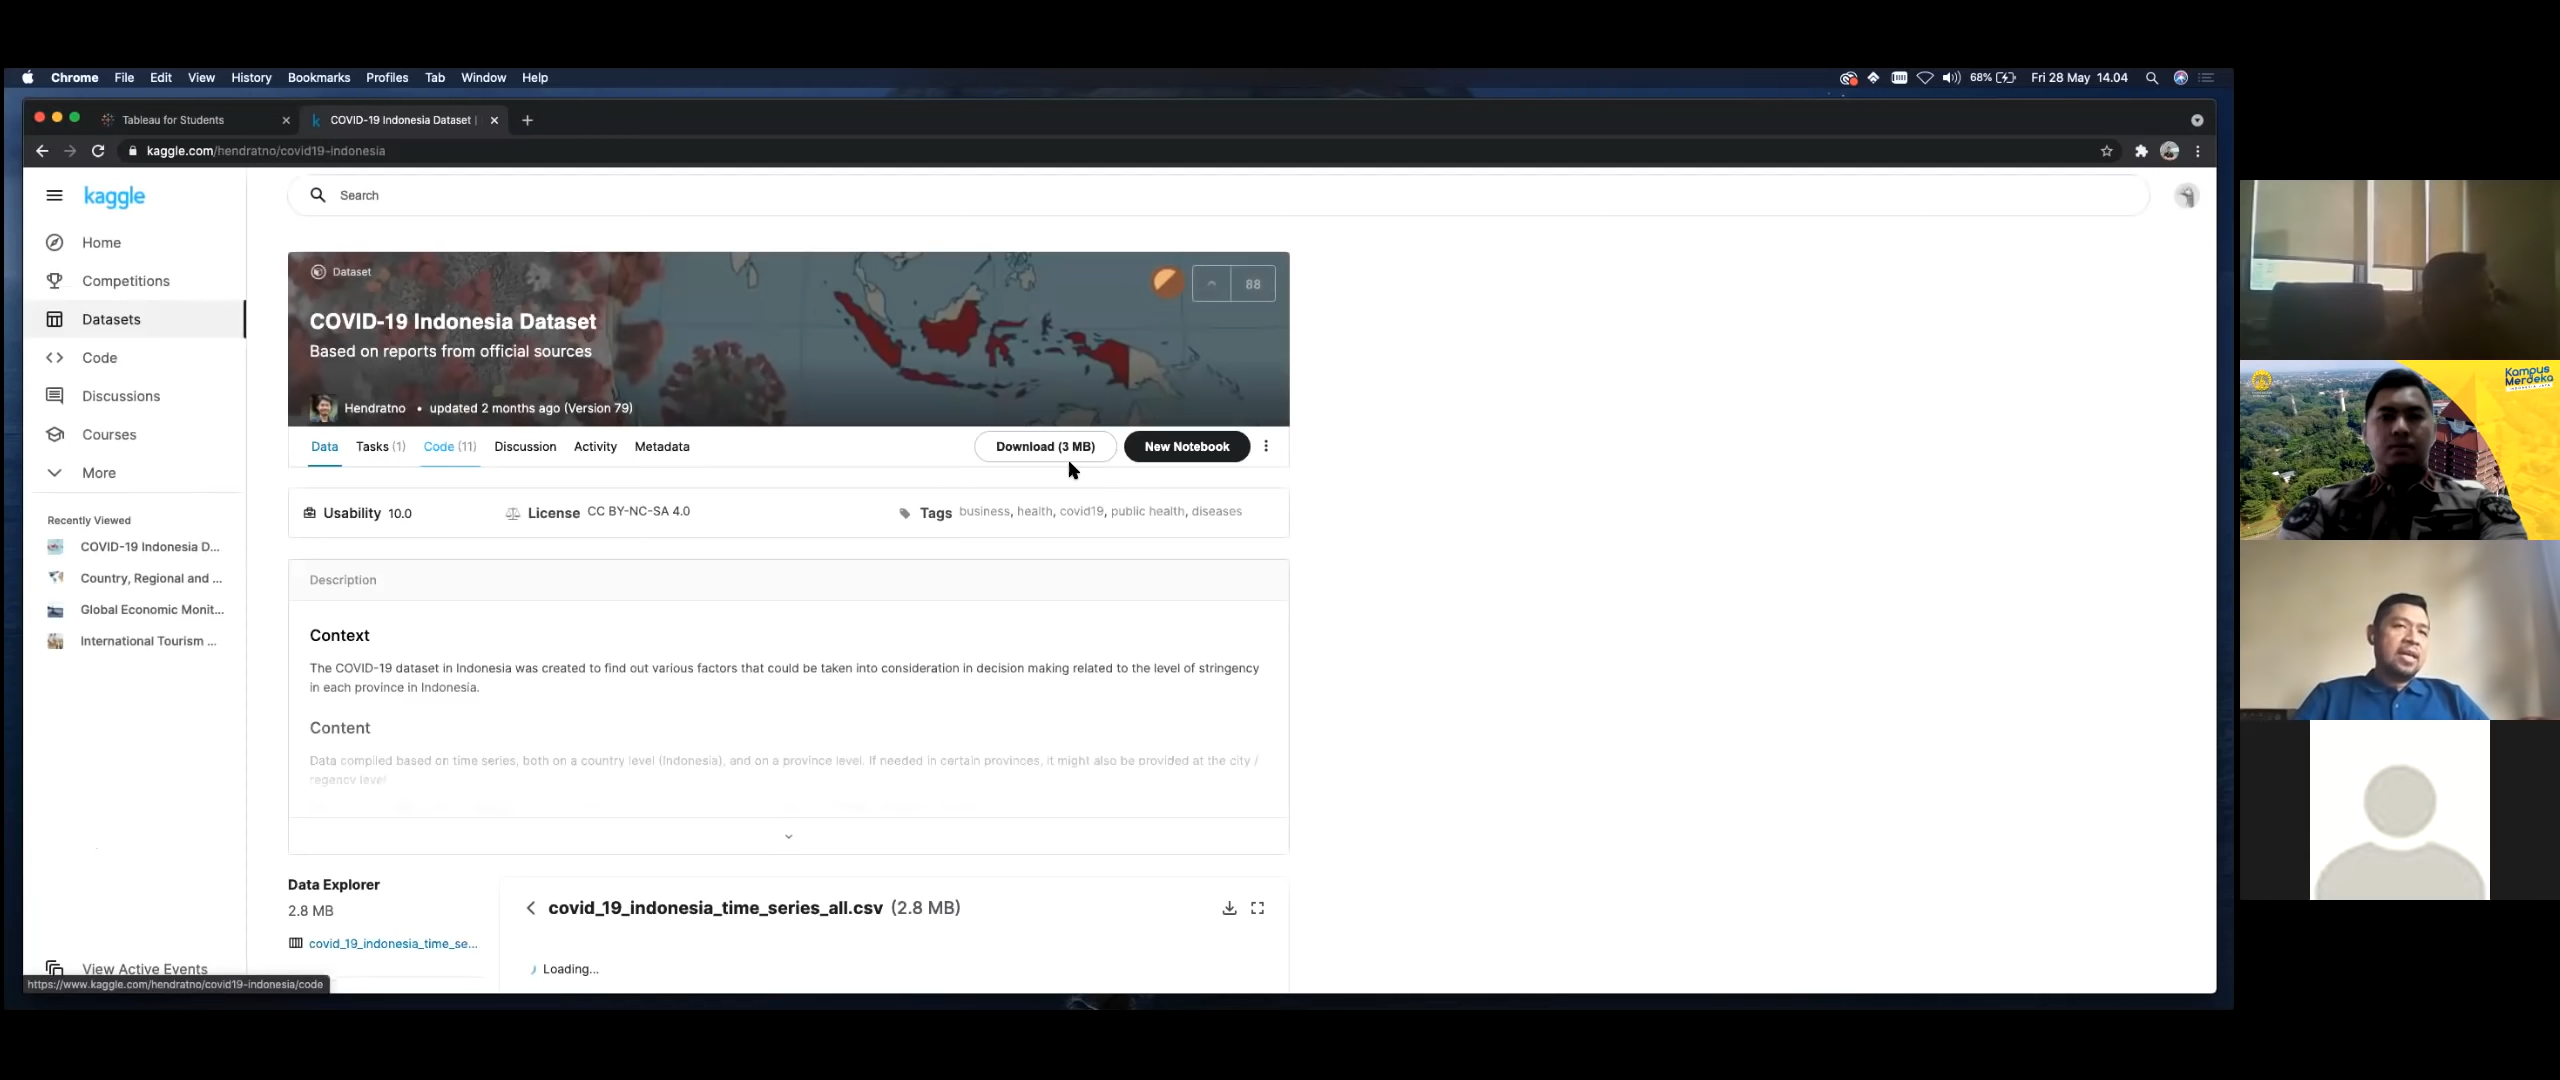 Chrome File Edit View History Bookmarks Profiles Tab Window Help
68% Fri 28 May 14.04
Tableau for Students
COVID-19 Indonesia Dataset |
kaggle.com/hendratno/covid19-indonesia
kaggle
Search
Home
Competitions
Datasets
Code
Discussions
Courses
More
Recently Viewed
COVID-19 Indonesia D...
Country, Regional and ...
Global Economic Monit...
International Tourism ...
View Active Events
https://www.kaggle.com/hendratno/covid19-indonesia/code
Dataset
88
COVID-19 Indonesia Dataset
Based on reports from official sources
Hendratno • updated 2 months ago (Version 79)
Data Tasks (1) Code (11) Discussion Activity Metadata Download (3 MB) New Notebook
Usability 10.0 License CC BY-NC-SA 4.0 Tags business, health, covid19, public health, diseases
Description
Context
The COVID-19 dataset in Indonesia was created to find out various factors that could be taken into consideration in decision making related to the level of stringency
in each province in Indonesia.
Content
Data compiled based on time series, both on a country level (Indonesia), and on a province level. If needed in certain provinces, it might also be provided at the city /
regency level
Data Explorer
2.8 MB
covid_19_indonesia_time_se...
covid_19_indonesia_time_series_all.csv (2.8 MB)
Loading...
Kampus
Merdeka